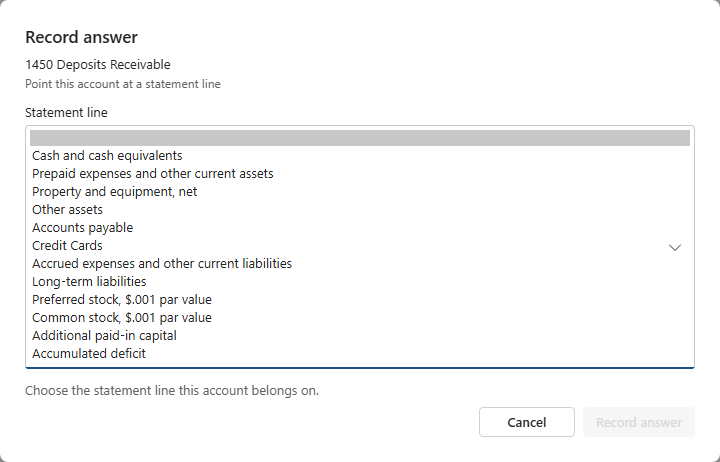 Record answer
1450 Deposits Receivable
Point this account at a statement line
Statement line
Cash and cash equivalents
Prepaid expenses and other current assets
Property and equipment, net
Other assets
Accounts payable
Credit Cards
Accrued expenses and other current liabilities
Long-term liabilities
Preferred stock, $.001 par value
Common stock, $.001 par value
Additional paid-in capital
Accumulated deficit
Choose the statement line this account belongs on.
Cancel
Record answer